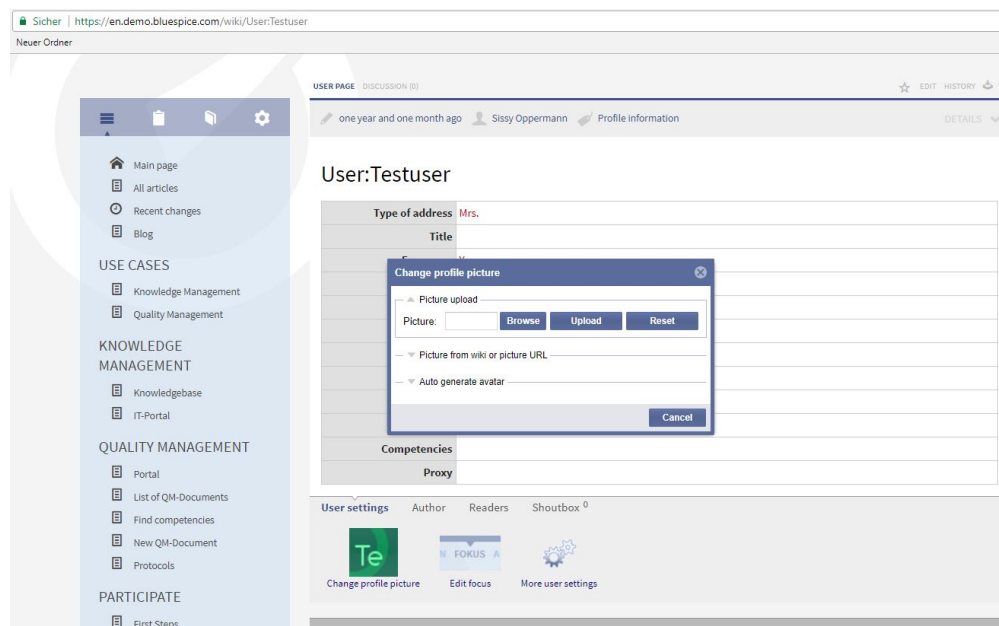 Sicher | https://en.demo.bluespice.com/wiki/User:Testuser
Neuer Ordner
USER PAGE DISCUSSION (0)
EDIT HISTORY
one year and one month ago Sissy Oppermann Profile information
DETAILS
Main page
All articles
Recent changes
Blog
USE CASES
Knowledge Management
Quality Management
KNOWLEDGE
MANAGEMENT
Knowledgebase
IT-Portal
QUALITY MANAGEMENT
Portal
List of QM-Documents
Find competencies
New QM-Document
Protocols
PARTICIPATE
First Steps
User:Testuser
Type of address Mrs.
Title
Change profile picture
Picture upload
Picture: Browse Upload Reset
Picture from wiki or picture URL
Auto generate avatar
Cancel
Competencies
Proxy
User settings Author Readers Shoutbox 0
Te
N FOKUS A
Change profile picture Edit focus More user settings